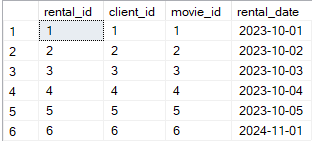 rental_id client_id movie_id rental_date
1 1 1 1 2023-10-01
2 2 2 2 2023-10-02
3 3 3 3 2023-10-03
4 4 4 4 2023-10-04
5 5 5 5 2023-10-05
6 6 6 6 2024-11-01